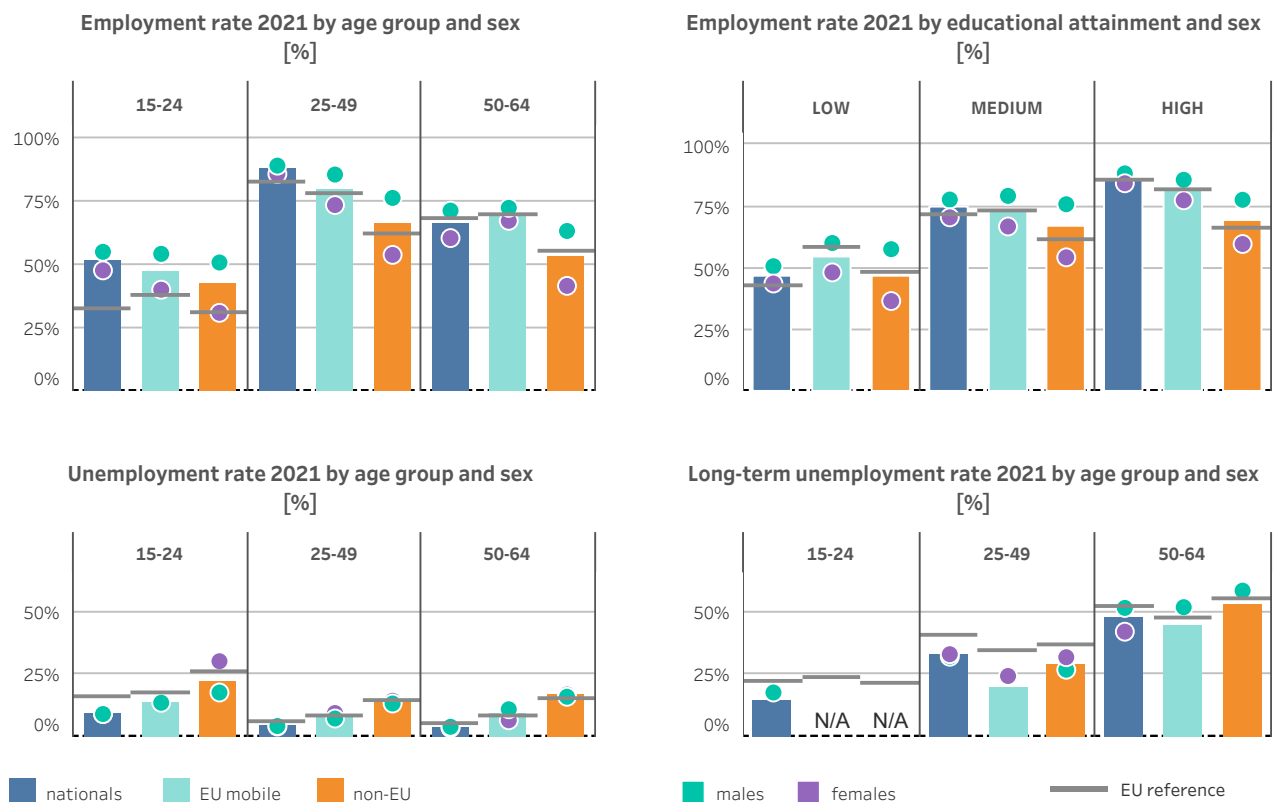 Employment rate 2021 by age group and sex
[%]
15-24 25-49 50-64
100%
75%
50%
25%
0%
Employment rate 2021 by educational attainment and sex
[%]
LOW MEDIUM HIGH
100%
75%
50%
25%
0%
Unemployment rate 2021 by age group and sex
[%]
15-24 25-49 50-64
50%
25%
0%
Long-term unemployment rate 2021 by age group and sex
[%]
15-24 25-49 50-64
50%
25%
0%
N/A N/A
nationals EU mobile non-EU
males females EU reference